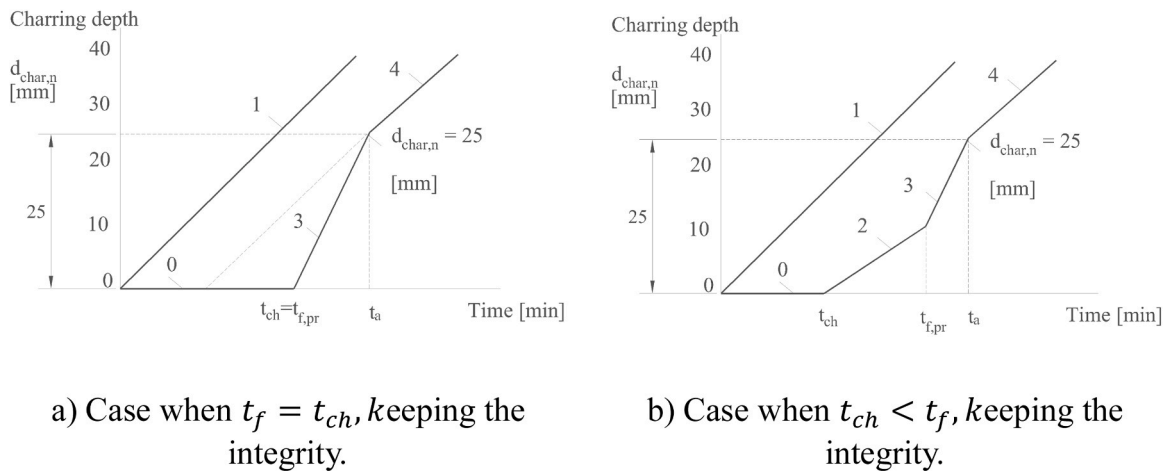 Charring depth
40
d_char,n
[mm]
30
20
25
10
0
1
4
d_char,n = 25
[mm]
3
0
t_ch=t_f,pr
t_a
Time [min]
Charring depth
40
d_char,n
[mm]
30
20
25
10
0
1
4
d_char,n = 25
[mm]
3
2
0
t_ch
t_f,pr
t_a
Time [min]
a) Case when t_f = t_ch, keeping the
integrity.
b) Case when t_ch < t_f, keeping the
integrity.